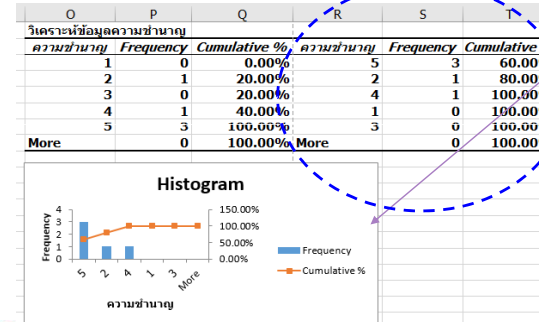 O P Q R S T
วิเคราะห์ข้อมูลความชำนาญ
ความชำนาญ Frequency Cumulative % ความชำนาญ Frequency Cumulative
1 0 0.00% 5 3 60.00
2 1 20.00% 2 1 80.00
3 0 20.00% 4 1 100.00
4 1 40.00% 1 0 100.00
5 3 100.00% 3 0 100.00
More 0 100.00% More 0 100.00
Histogram
4 150.00%
3 100.00%
2 50.00%
1 0.00%
0
Frequency
5 2 4 1 3 More
ความชำนาญ
Frequency
Cumulative %